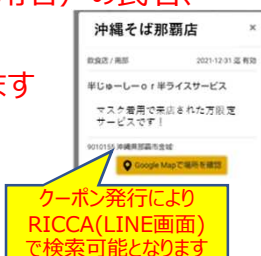 の氏名、
ます
沖縄そば那覇店 ×
飲食店 / 南部 2021-12-31 迄 有効
半じゅーしーor半ライスサービス
マスク着用で来店された方限定
サービスです！
9010155 沖縄県那覇市金城
Google Mapで場所を確認
クーポン発行により
RICCA(LINE画面)
で検索可能となります